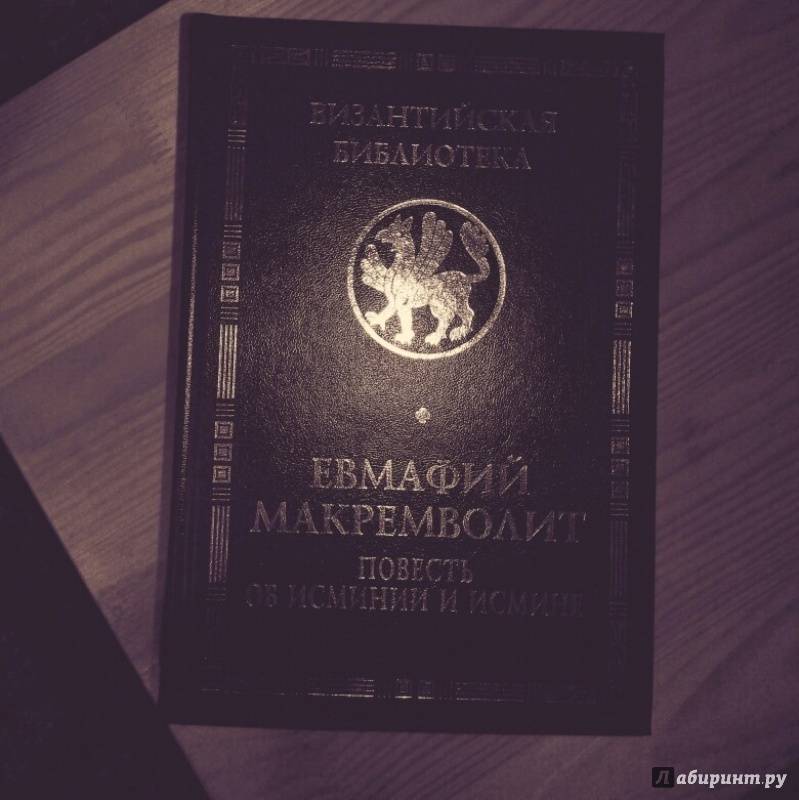 ВИЗАНТИЙСКАЯ
БИБЛИОТЕКА
ЕВМАФИЙ
МАКРЕМВОЛИТ
ПОВЕСТЬ
ОБ ИСМИНИИ И ИСМИНЕ
Лабиринт.ру